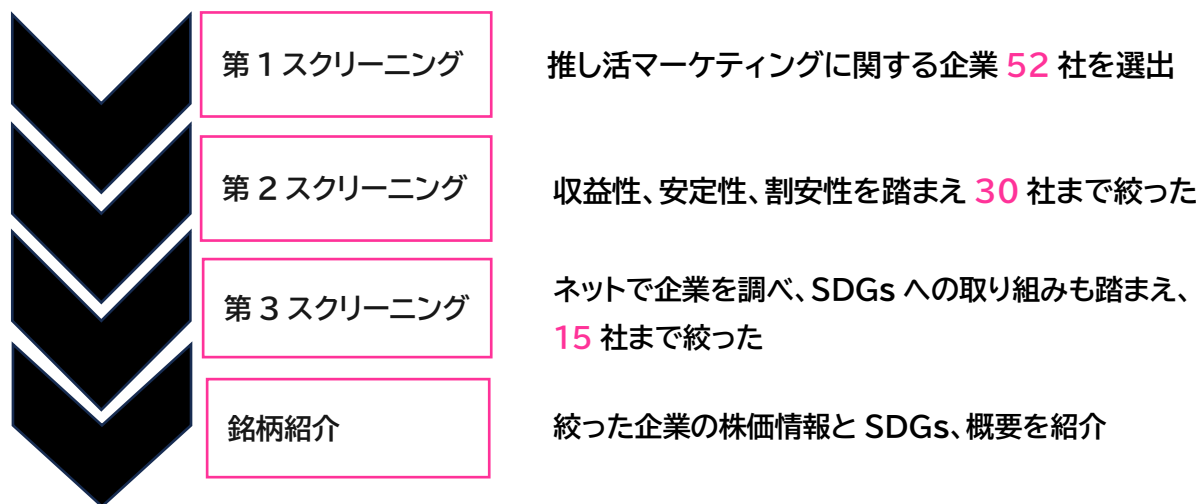 第1スクリーニング
推し活マーケティングに関する企業 52 社を選出
第2スクリーニング
収益性、安定性、割安性を踏まえ 30 社まで絞った
第3スクリーニング
ネットで企業を調べ、SDGs への取り組みも踏まえ、
15 社まで絞った
銘柄紹介
絞った企業の株価情報と SDGs、概要を紹介